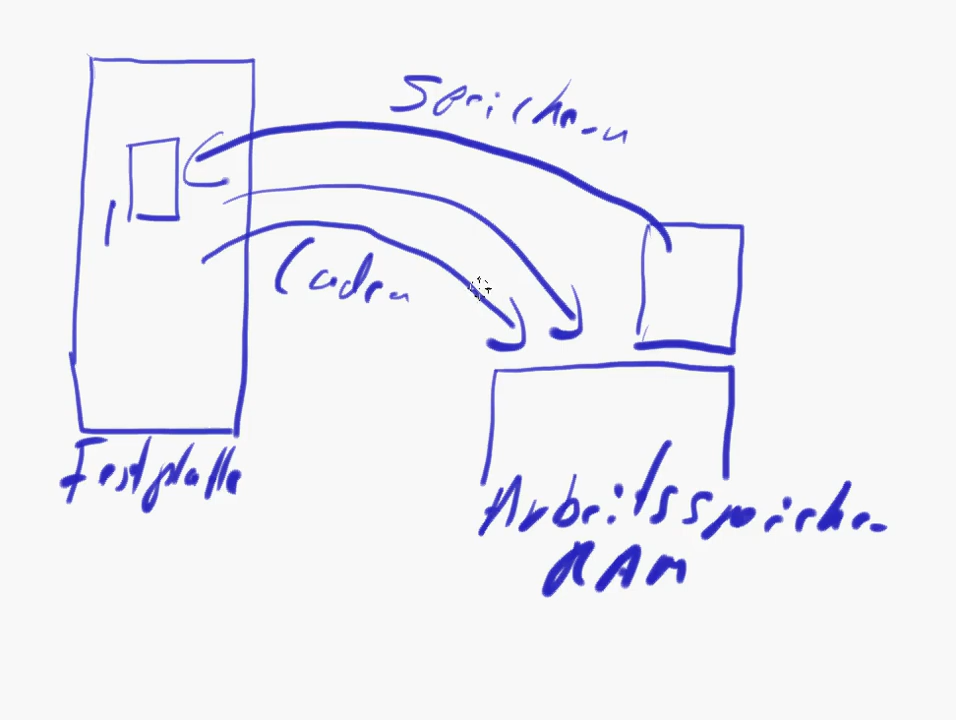 Speichern
Laden
Festplatte
Arbeitsspeicher
RAM